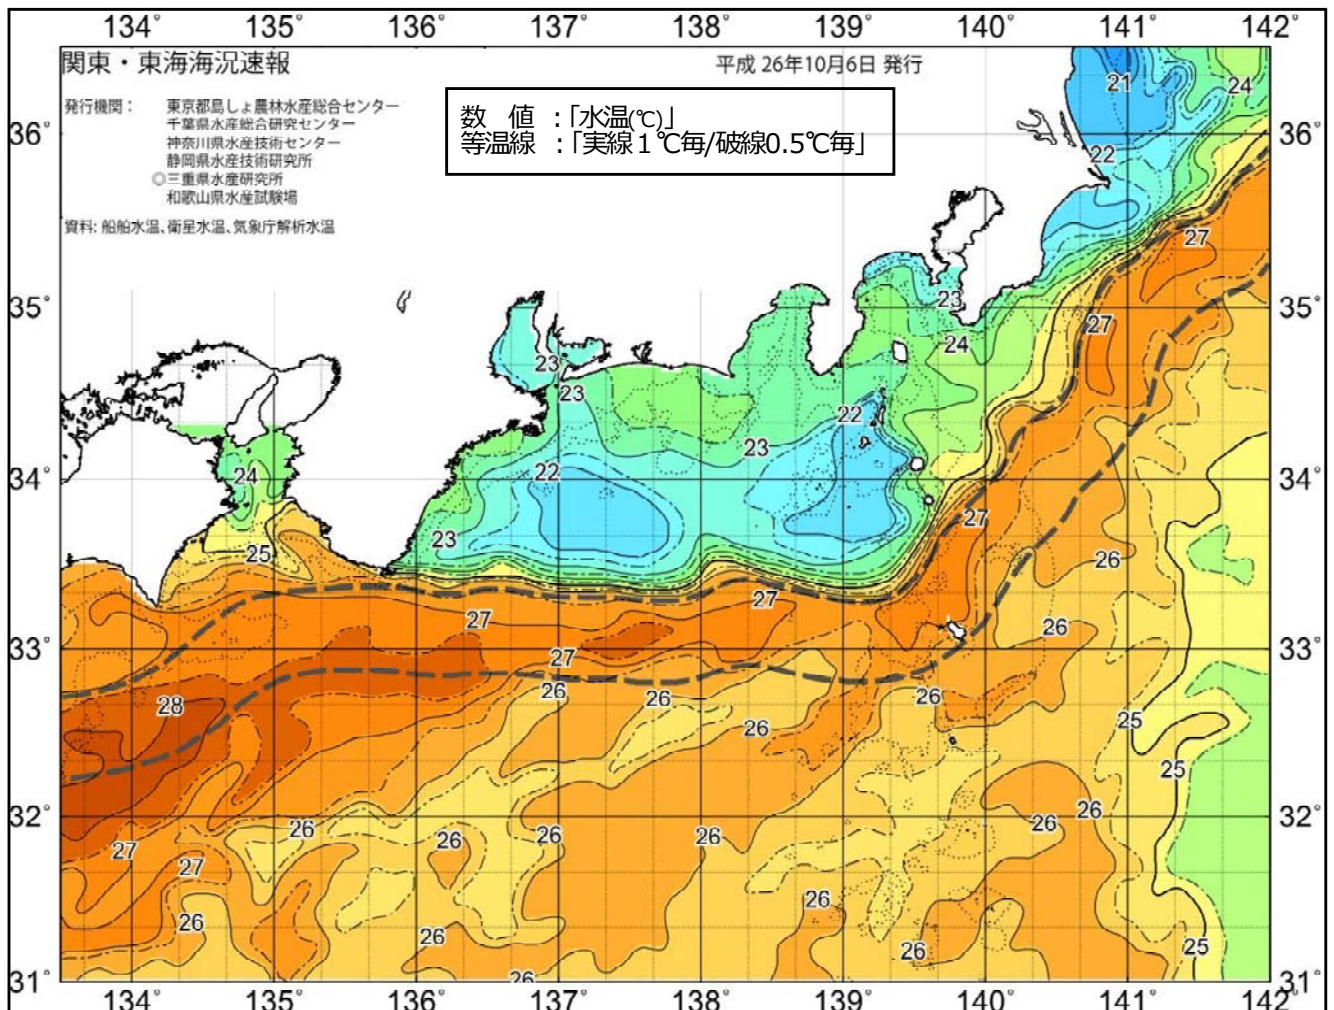 134° 135° 136° 137° 138° 139° 140° 141° 142°
関東・東海海況速報
平成 26年10月6日 発行
発行機関： 東京都島しょ農林水産総合センター
千葉県水産総合研究センター
神奈川県水産技術センター
静岡県水産技術研究所
◎三重県水産研究所
和歌山県水産試験場
資料: 船舶水温、衛星水温、気象庁解析水温
数 値 ：「水温(℃)」
等温線 ：「実線１℃毎/破線0.5℃毎」
21
24
36° 36°
22
27
35° 23 35°
27
24
23
23
22
23
34° 24 22 34°
27
23
25
26
27
27
26
33° 27 33°
26
26
26
28
25
26
25
32° 26 26 26 26 26 26 32°
27
27
26
26
26
26
25
26
31° 31°
134° 135° 136° 137° 138° 139° 140° 141° 142°